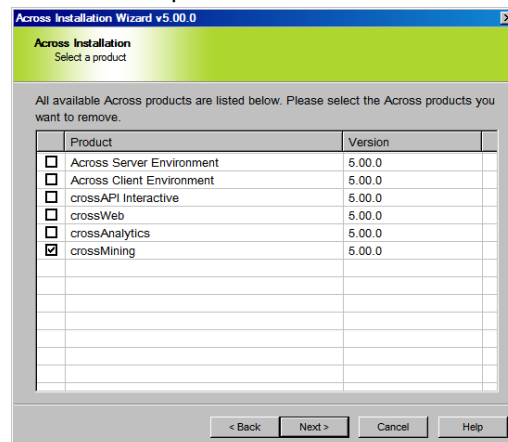 Across Installation Wizard v5.00.0
Across Installation
Select a product
All available Across products are listed below. Please select the Across products you
want to remove.
Product Version
Across Server Environment 5.00.0
Across Client Environment 5.00.0
crossAPI Interactive 5.00.0
crossWeb 5.00.0
crossAnalytics 5.00.0
crossMining 5.00.0
< Back Next > Cancel Help